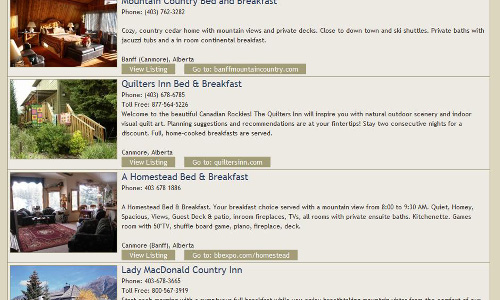 Mountain Country Bed and Breakfast
Phone: (403) 762-3282
Cozy, country cedar home with mountain views and private decks. Close to down town and ski shuttles. Private baths with
jacuzzi tubs and a in room continental breakfast.
Banff (Canmore), Alberta
View Listing Go to: banffmountaincountry.com
Quilters Inn Bed & Breakfast
Phone: (403) 678-6785
Toll Free: 877-564-5226
Welcome to the beautiful Canadian Rockies! The Quilters Inn will inspire you with natural outdoor scenery and indoor
visual quilt art. Planning suggestions and recommendations are at your fingertips! Stay two consecutive nights for a
discount. Full, home-cooked breakfasts are served.
Canmore, Alberta
View Listing Go to: quiltersinn.com
A Homestead Bed & Breakfast
Phone: 403 678 1886
A Homestead Bed & Breakfast. Your breakfast choice served with a mountain view from 8:00 to 9:30 AM. Quiet, Homey,
Spacious, Views, Guest Deck & patio, inroom fireplaces, TVs, all rooms with private ensuite baths. Kitchenette. Games
room with 50"TV, shuffle board game, piano, fireplace, deck.
Canmore (Banff), Alberta
View Listing Go to: bbexpo.com/homestead
Lady MacDonald Country Inn
Phone: 403-678-3665
Toll Free: 800-567-3919